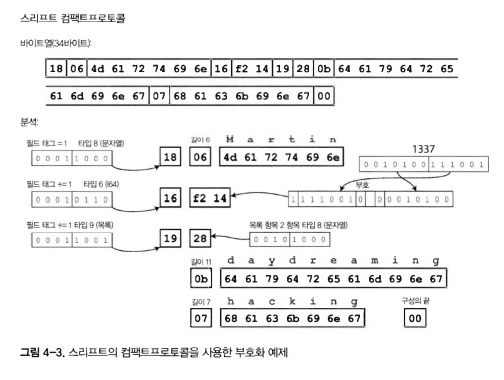 스리프트 컴팩트프로토콜
바이트열(34바이트):
18 06 4d 61 72 74 69 6e 16 f2 14 19 28 0b 64 61 79 64 72 65
61 6d 69 6e 67 07 68 61 63 6b 69 6e 67 00
분석:
필드 태그 = 1 타입 8 (문자열)
0 0 0 1 1 0 0 0
18
길이 6
06
M a r t i n
4d 61 72 74 69 6e
1337
0 0 1 0 1 0 0 1 1 1 0 0 1
필드 태그 += 1 타입 6 (i64)
0 0 0 1 0 1 1 0
16
f2 14
부호
1 1 1 1 0 0 1 0 0 0 0 1 0 1 0 0
필드 태그 += 1 타입 9 (목록)
0 0 0 1 1 0 0 1
19
28
목록 항목 2 항목 타입 8 (문자열)
0 0 1 0 1 0 0 0
길이 11
0b
d a y d r e a m i n g
64 61 79 64 72 65 61 6d 69 6e 67
길이 7
07
h a c k i n g
68 61 63 6b 69 6e 67
구성의 끝
00
그림 4-3. 스리프트의 컴팩트프로토콜을 사용한 부호화 예제